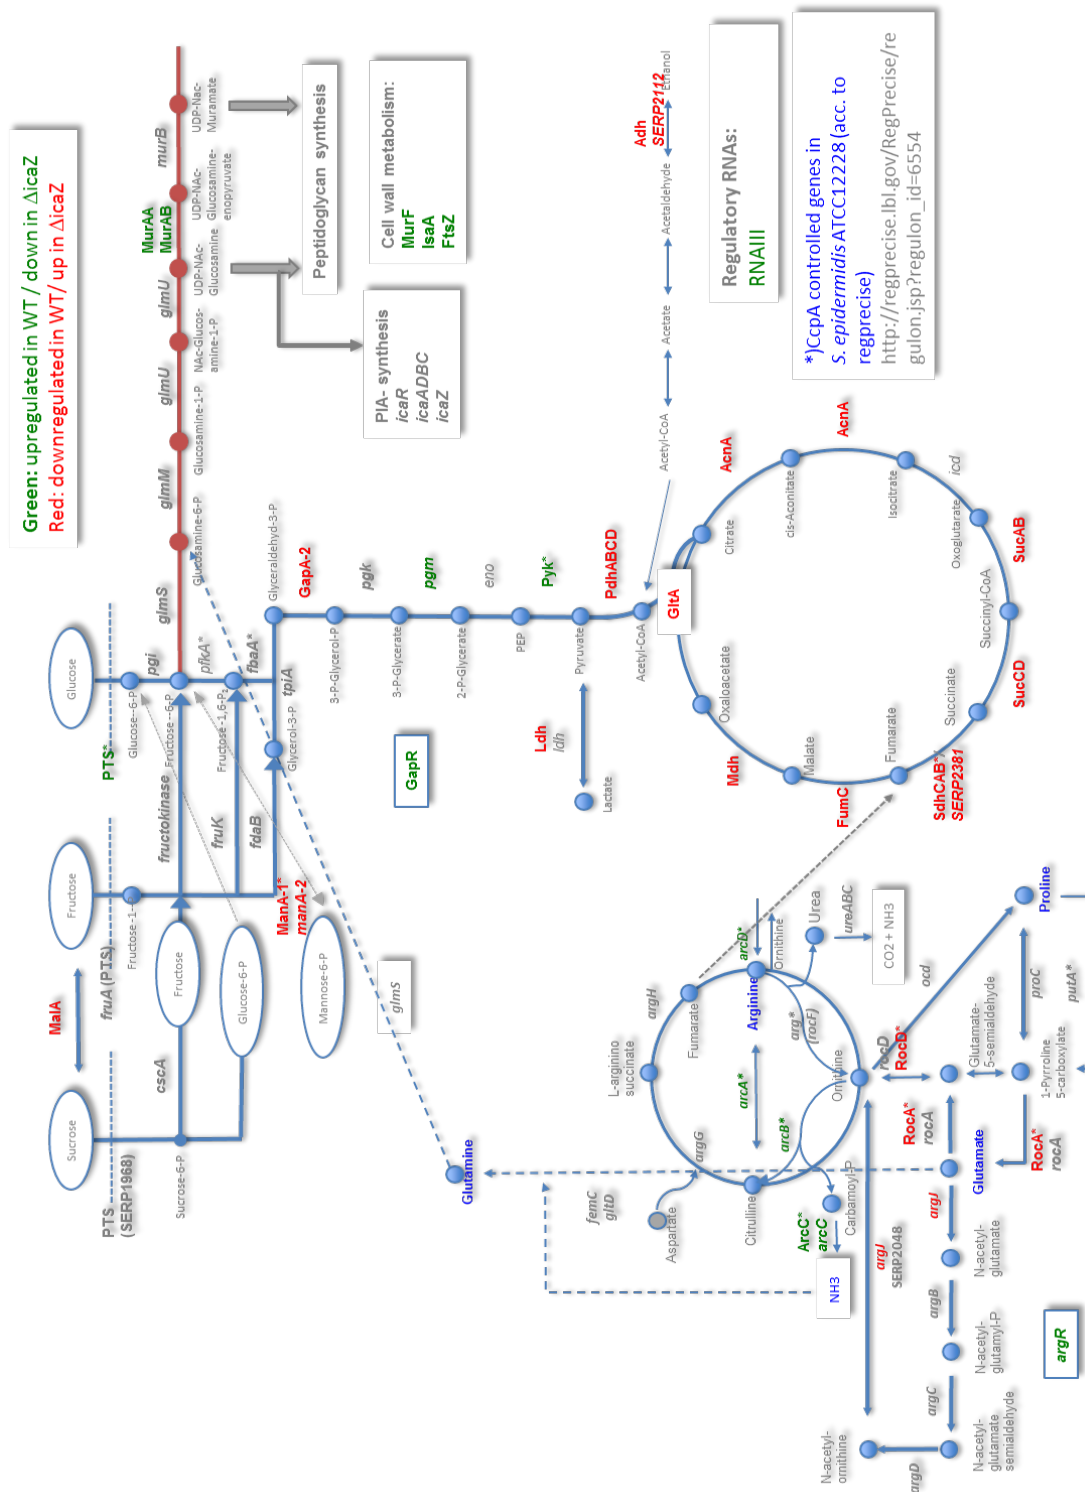 Green: upregulated in WT/ down in ΔicaZ
Red: downregulated in WT/ up in ΔicaZ
Sucrose
MalA
Fructose
Glucose
PTS
(SERP1968)
fruA (PTS)
PTS*
Sucrose-6-P
cscA
Fructose
Glucose-6-P
Mannose-6-P
Fructose-1-P
fructokinase
fruK
fdaB
ManA-1*
manA-2
Glucose--6-P
pgi
Fructose--6-P
pfkA*
Fructose-1,6-P2
fbaA*
tpiA
Glycerol-3-P
Glyceraldehyd-3-P
glmS
Glucosamine-6-P
glmM
Glucosamine-1-P
glmU
NAc-Glucos-
amine-1-P
glmU
UDP-NAc-
Glucosamine
MurAA
MurAB
UDP-NAc-
Glucosamine-
enopyruvate
murB
UDP-Nac-
Muramate
Peptidoglycan synthesis
PIA- synthesis
icaR
icaADBC
icaZ
Cell wall metabolism:
MurF
IsaA
FtsZ
GapA-2
3-P-Glycerol-P
pgk
3-P-Glycerate
pgm
2-P-Glycerate
eno
PEP
Pyk*
Pyruvate
PdhABCD
Acetyl-CoA
GapR
Ldh
ldh
Lactate
Acetyl-CoA
Acetate
Acetaldehyde
Adh
SERP2112
Ethanol
Regulatory RNAs:
RNAIII
*)CcpA controlled genes in
S. epidermidis ATCC12228 (acc. to
regprecise)
http://regprecise.lbl.gov/RegPrecise/re
gulon.jsp?regulon_id=6554
GltA
Citrate
AcnA
cis-Aconitate
AcnA
Isocitrate
icd
Oxoglutarate
SucAB
Succinyl-CoA
SucCD
Succinate
SdhCAB*
SERP2381
Fumarate
FumC
Malate
Mdh
Oxaloacetate
glmS
Glutamine
femC
gltD
Aspartate
argG
L-arginino
succinate
argH
Fumarate
Arginine
arcD*
Ornithine
Urea
ureABC
CO2 + NH3
arg*
(rocF)
arcA*
arcB*
Citrulline
Ornithine
Carbamoyl-P
ArcC*
arcC
NH3
ocd
Proline
rocD
RocD*
Glutamate-
5-semialdehyde
proC
putA*
1-Pyrroline
5-carboxylate
RocA*
rocA
Glutamate
RocA*
rocA
argJ
SERP2048
argJ
N-acetyl-
glutamate
argB
N-acetyl-
glutamyl-P
argC
N-acetyl-
glutamate
semialdehyde
argD
N-acetyl-
ornithine
argR